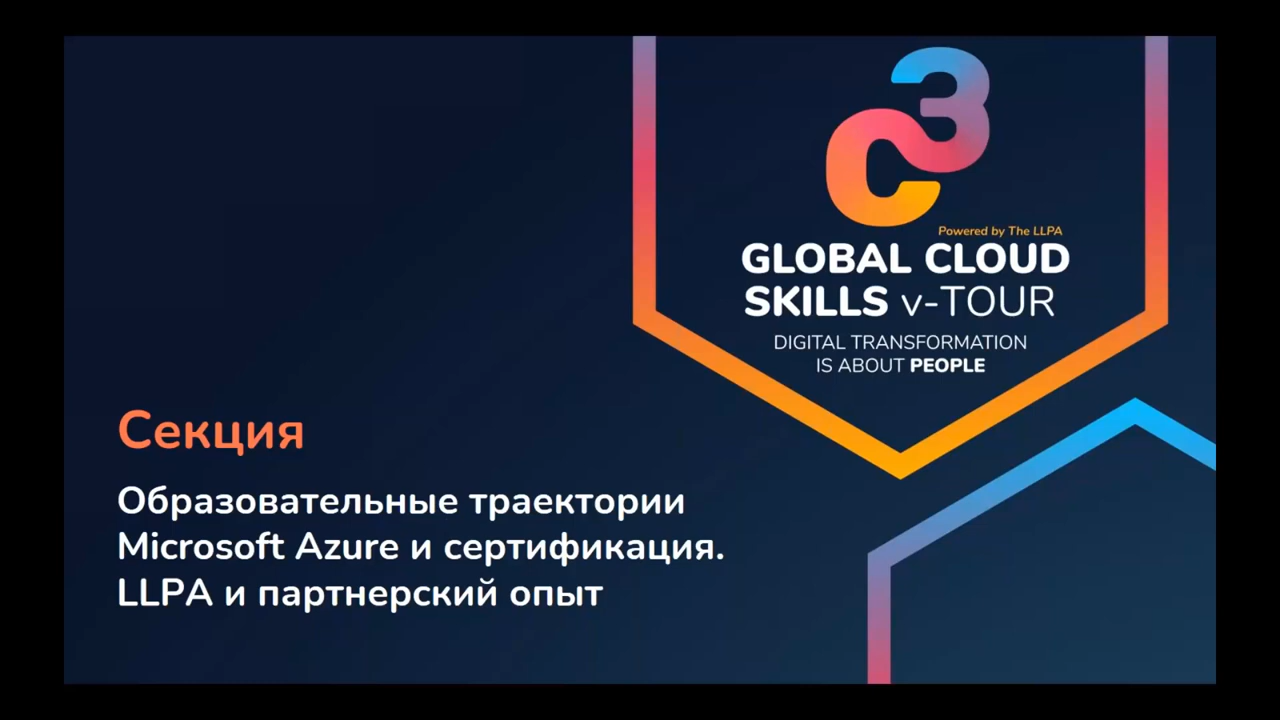 C3
Powered by The LLPA
GLOBAL CLOUD
SKILLS v-TOUR
DIGITAL TRANSFORMATION
IS ABOUT PEOPLE
Секция
Образовательные траектории
Microsoft Azure и сертификация.
LLPA и партнерский опыт